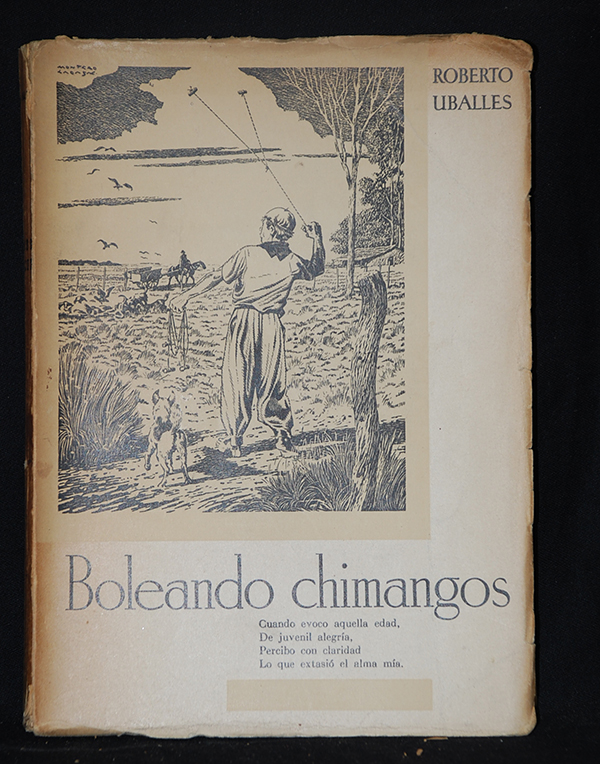 ROBERTO
UBALLES
Boleando chimangos
Cuando evoco aquella edad,
De juvenil alegría,
Percibo con claridad
Lo que extasió el alma mía.